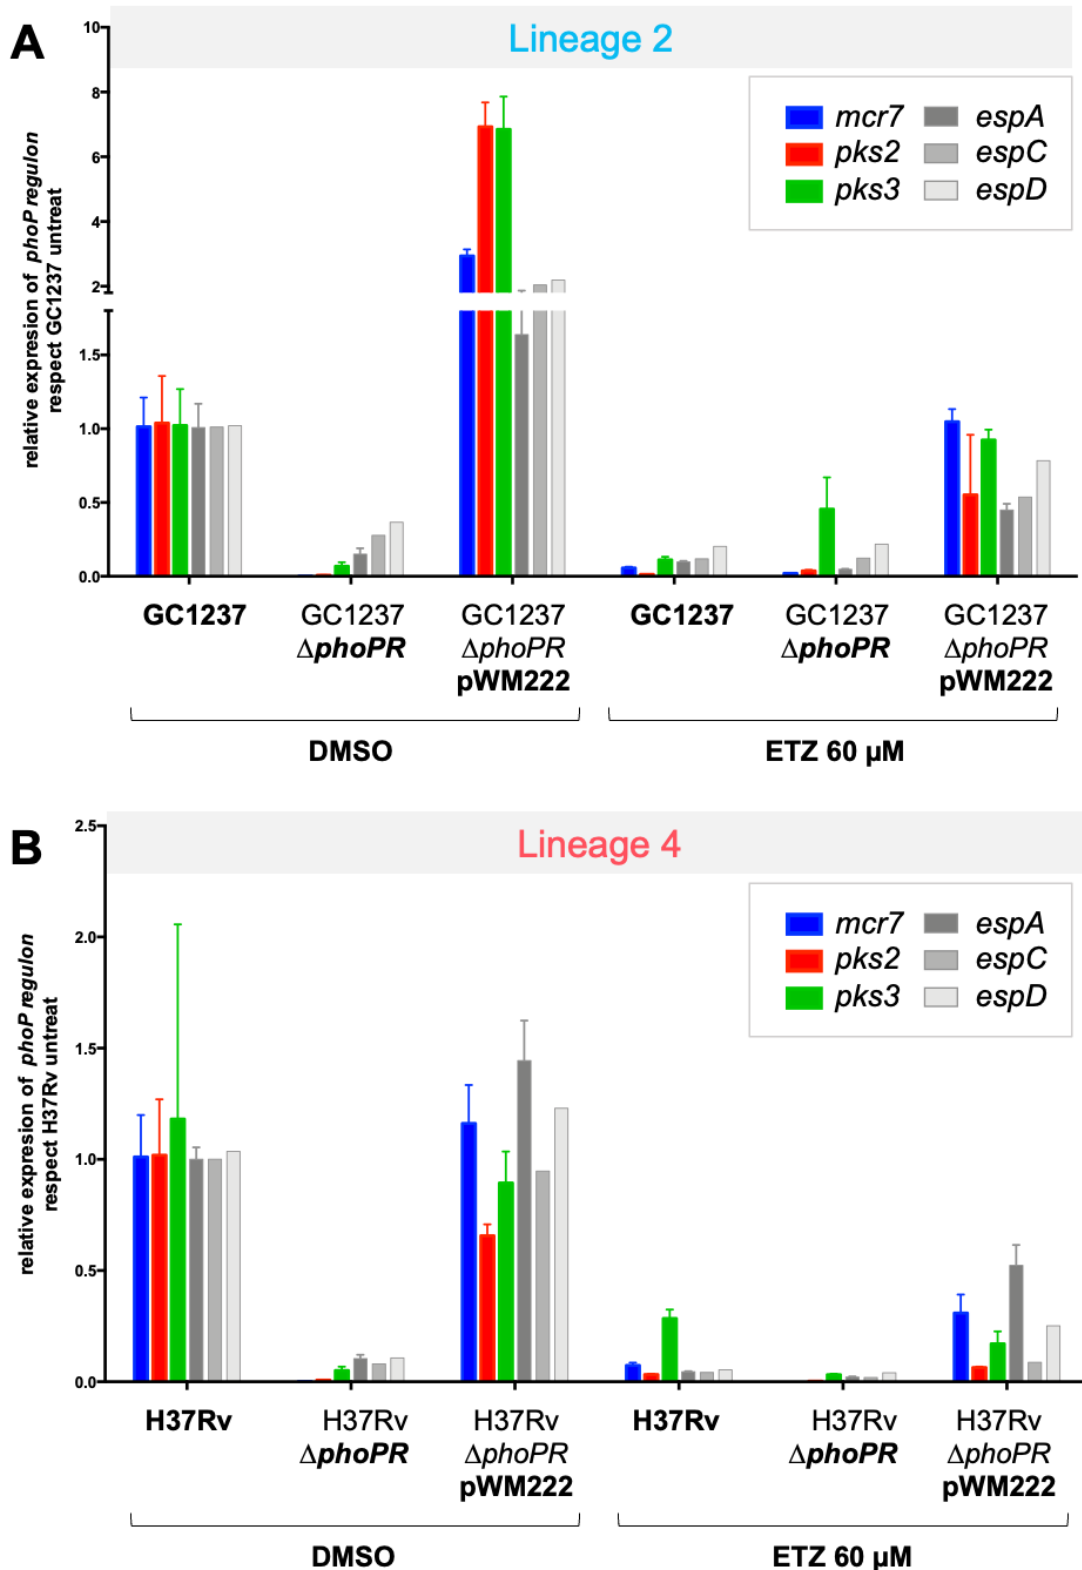 A
Lineage 2
relative expresion of phoP regulon
respect GC1237 untreat
10
8
6
4
2
1.5
1.0
0.5
0.0
mcr7 espA
pks2 espC
pks3 espD
GC1237 GC1237 GC1237 GC1237 GC1237 GC1237
ΔphoPR ΔphoPR ΔphoPR ΔphoPR
pWM222 pWM222
DMSO ETZ 60 µM
B
Lineage 4
relative expresion of phoP regulon
respect H37Rv untreat
2.5
2.0
1.5
1.0
0.5
0.0
mcr7 espA
pks2 espC
pks3 espD
H37Rv H37Rv H37Rv H37Rv H37Rv H37Rv
ΔphoPR ΔphoPR ΔphoPR ΔphoPR
pWM222 pWM222
DMSO ETZ 60 µM